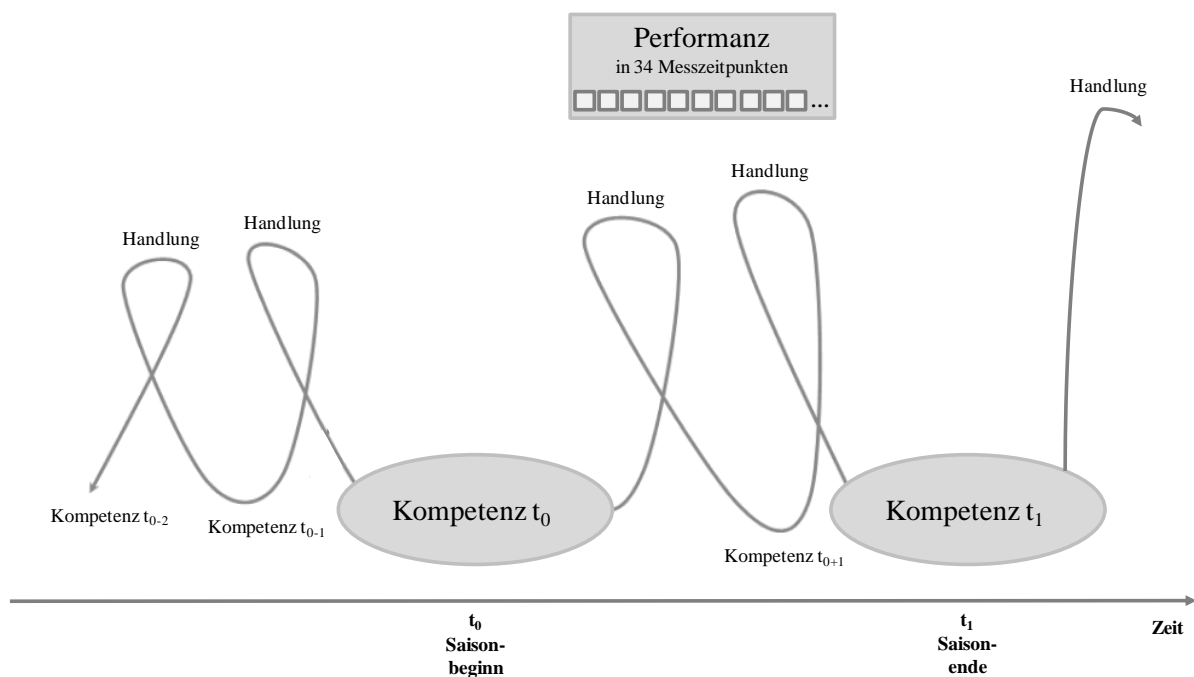 Performanz
in 34 Messzeitpunkten
...
Handlung
Handlung
Handlung
Handlung
Handlung
Kompetenz t0-2
Kompetenz t0-1
Kompetenz t0
Kompetenz t0+1
Kompetenz t1
t0
Saison-
beginn
t1
Saison-
ende
Zeit